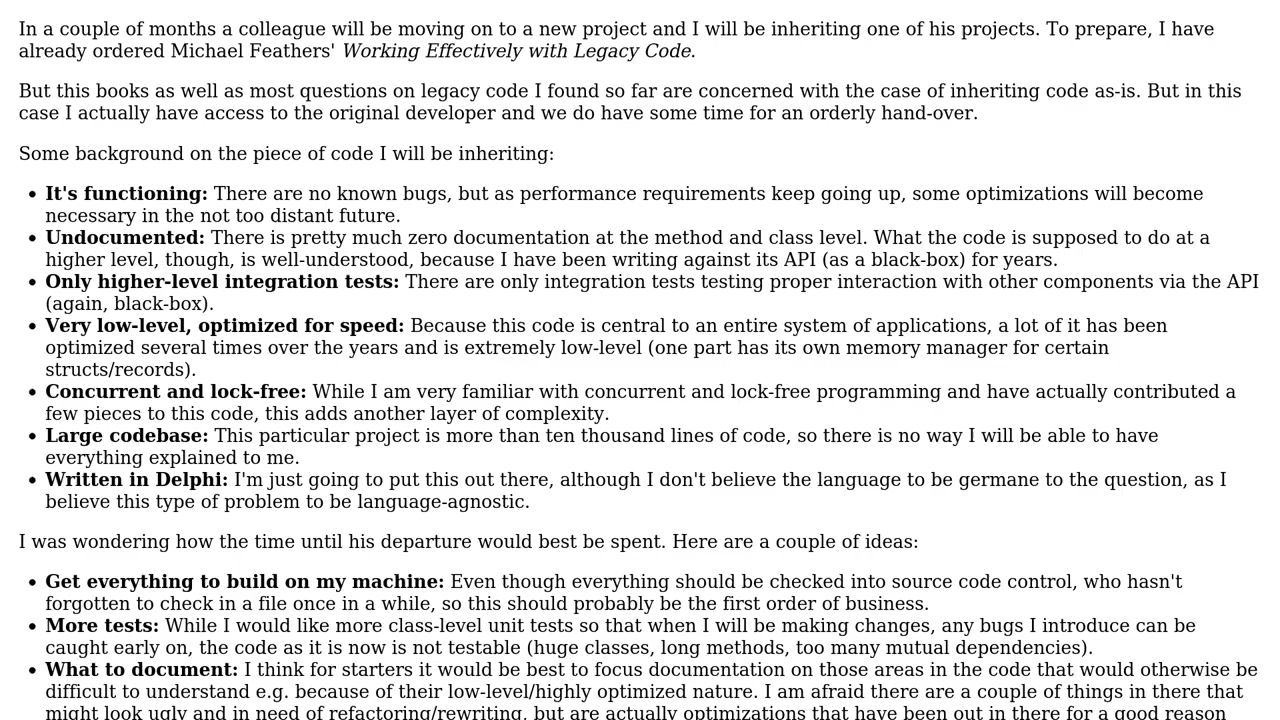 In a couple of months a colleague will be moving on to a new project and I will be inheriting one of his projects. To prepare, I have
already ordered Michael Feathers' Working Effectively with Legacy Code.
But this books as well as most questions on legacy code I found so far are concerned with the case of inheriting code as-is. But in this
case I actually have access to the original developer and we do have some time for an orderly hand-over.
Some background on the piece of code I will be inheriting:
• It's functioning: There are no known bugs, but as performance requirements keep going up, some optimizations will become
necessary in the not too distant future.
• Undocumented: There is pretty much zero documentation at the method and class level. What the code is supposed to do at a
higher level, though, is well-understood, because I have been writing against its API (as a black-box) for years.
• Only higher-level integration tests: There are only integration tests testing proper interaction with other components via the API
(again, black-box).
• Very low-level, optimized for speed: Because this code is central to an entire system of applications, a lot of it has been
optimized several times over the years and is extremely low-level (one part has its own memory manager for certain
structs/records).
• Concurrent and lock-free: While I am very familiar with concurrent and lock-free programming and have actually contributed a
few pieces to this code, this adds another layer of complexity.
• Large codebase: This particular project is more than ten thousand lines of code, so there is no way I will be able to have
everything explained to me.
• Written in Delphi: I'm just going to put this out there, although I don't believe the language to be germane to the question, as I
believe this type of problem to be language-agnostic.
I was wondering how the time until his departure would best be spent. Here are a couple of ideas:
• Get everything to build on my machine: Even though everything should be checked into source code control, who hasn't
forgotten to check in a file once in a while, so this should probably be the first order of business.
• More tests: While I would like more class-level unit tests so that when I will be making changes, any bugs I introduce can be
caught early on, the code as it is now is not testable (huge classes, long methods, too many mutual dependencies).
• What to document: I think for starters it would be best to focus documentation on those areas in the code that would otherwise be
difficult to understand e.g. because of their low-level/highly optimized nature. I am afraid there are a couple of things in there that
might look ugly and in need of refactoring/rewriting, but are actually optimizations that have been out in there for a good reason